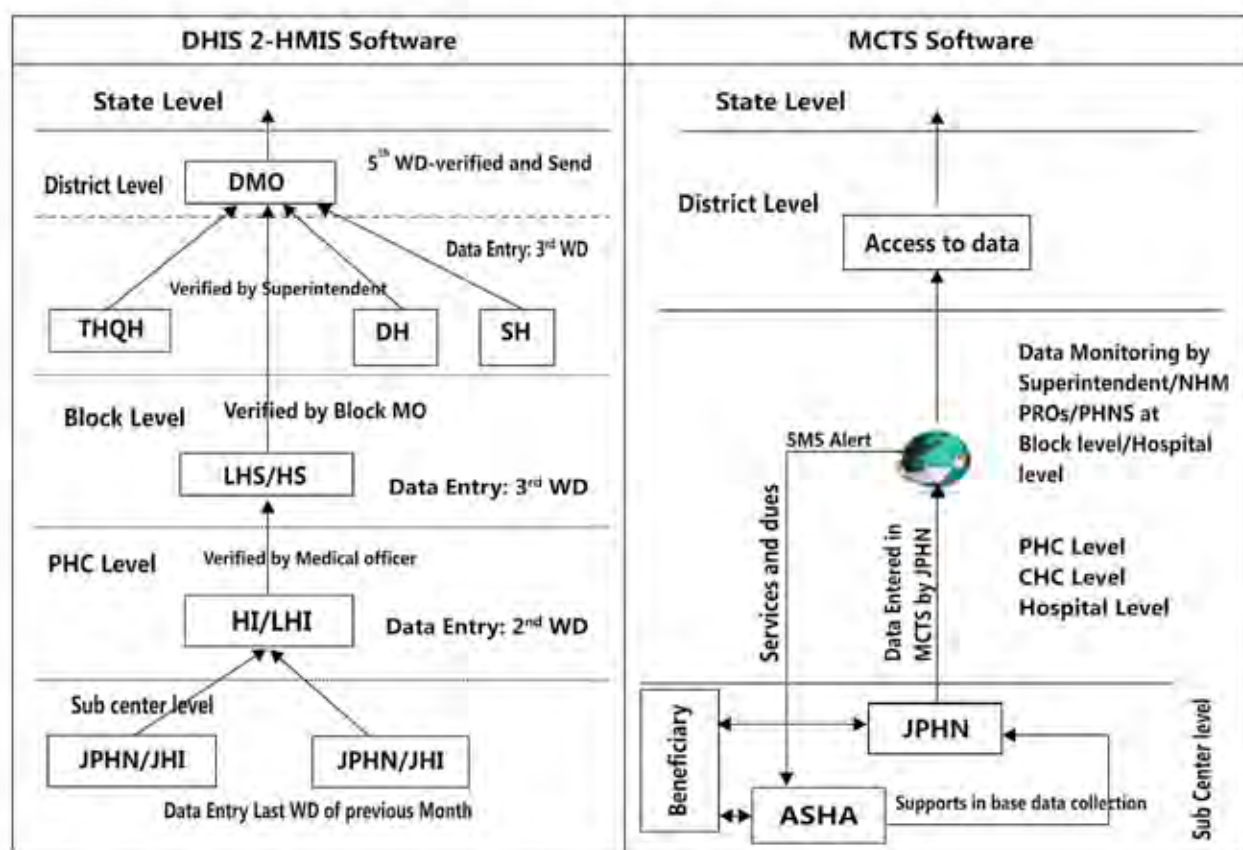 DHIS 2-HMIS Software
State Level
5th WD-verified and Send
District Level
DMO
Data Entry: 3rd WD
Verified by Superintendent
THQH
DH
SH
Block Level
Verified by Block MO
LHS/HS
Data Entry: 3rd WD
PHC Level
Verified by Medical officer
HI/LHI
Data Entry: 2nd WD
Sub center level
JPHN/JHI
JPHN/JHI
Data Entry Last WD of previous Month
MCTS Software
State Level
District Level
Access to data
Data Monitoring by
Superintendent/NHM
PROs/PHNS at
Block level/Hospital
level
SMS Alert
Services and dues
Data Entered in
MCTS by JPHN
PHC Level
CHC Level
Hospital Level
Beneficiary
JPHN
ASHA
Supports in base data collection
Sub Center level